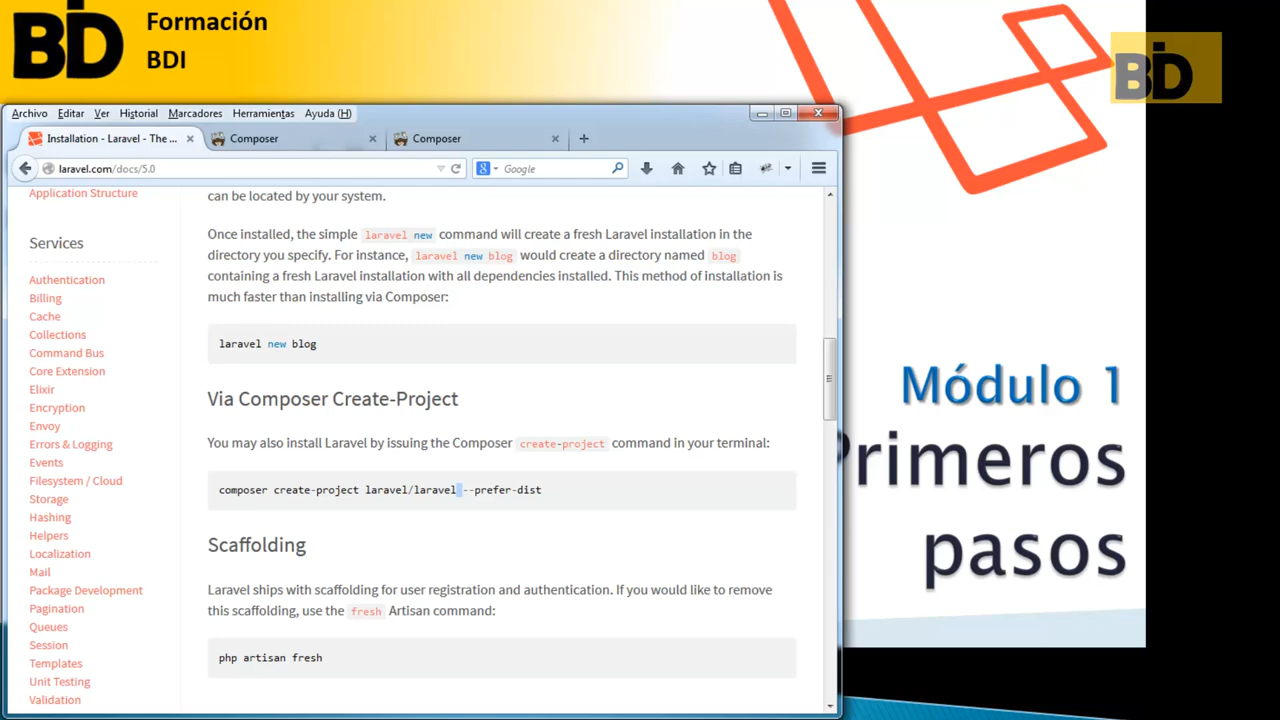 BDI
Formación
BDI
BDI
Archivo Editar Ver Historial Marcadores Herramientas Ayuda (H)
Installation - Laravel - The ...
Composer
Composer
laravel.com/docs/5.0
Google
Application Structure
Services
Authentication
Billing
Cache
Collections
Command Bus
Core Extension
Elixir
Encryption
Envoy
Errors & Logging
Events
Filesystem / Cloud
Storage
Hashing
Helpers
Localization
Mail
Package Development
Pagination
Queues
Session
Templates
Unit Testing
Validation
can be located by your system.
Once installed, the simple laravel new command will create a fresh Laravel installation in the
directory you specify. For instance, laravel new blog would create a directory named blog
containing a fresh Laravel installation with all dependencies installed. This method of installation is
much faster than installing via Composer:
laravel new blog
Via Composer Create-Project
You may also install Laravel by issuing the Composer create-project command in your terminal:
composer create-project laravel/laravel --prefer-dist
Scaffolding
Laravel ships with scaffolding for user registration and authentication. If you would like to remove
this scaffolding, use the fresh Artisan command:
php artisan fresh
Módulo 1
Primeros
pasos